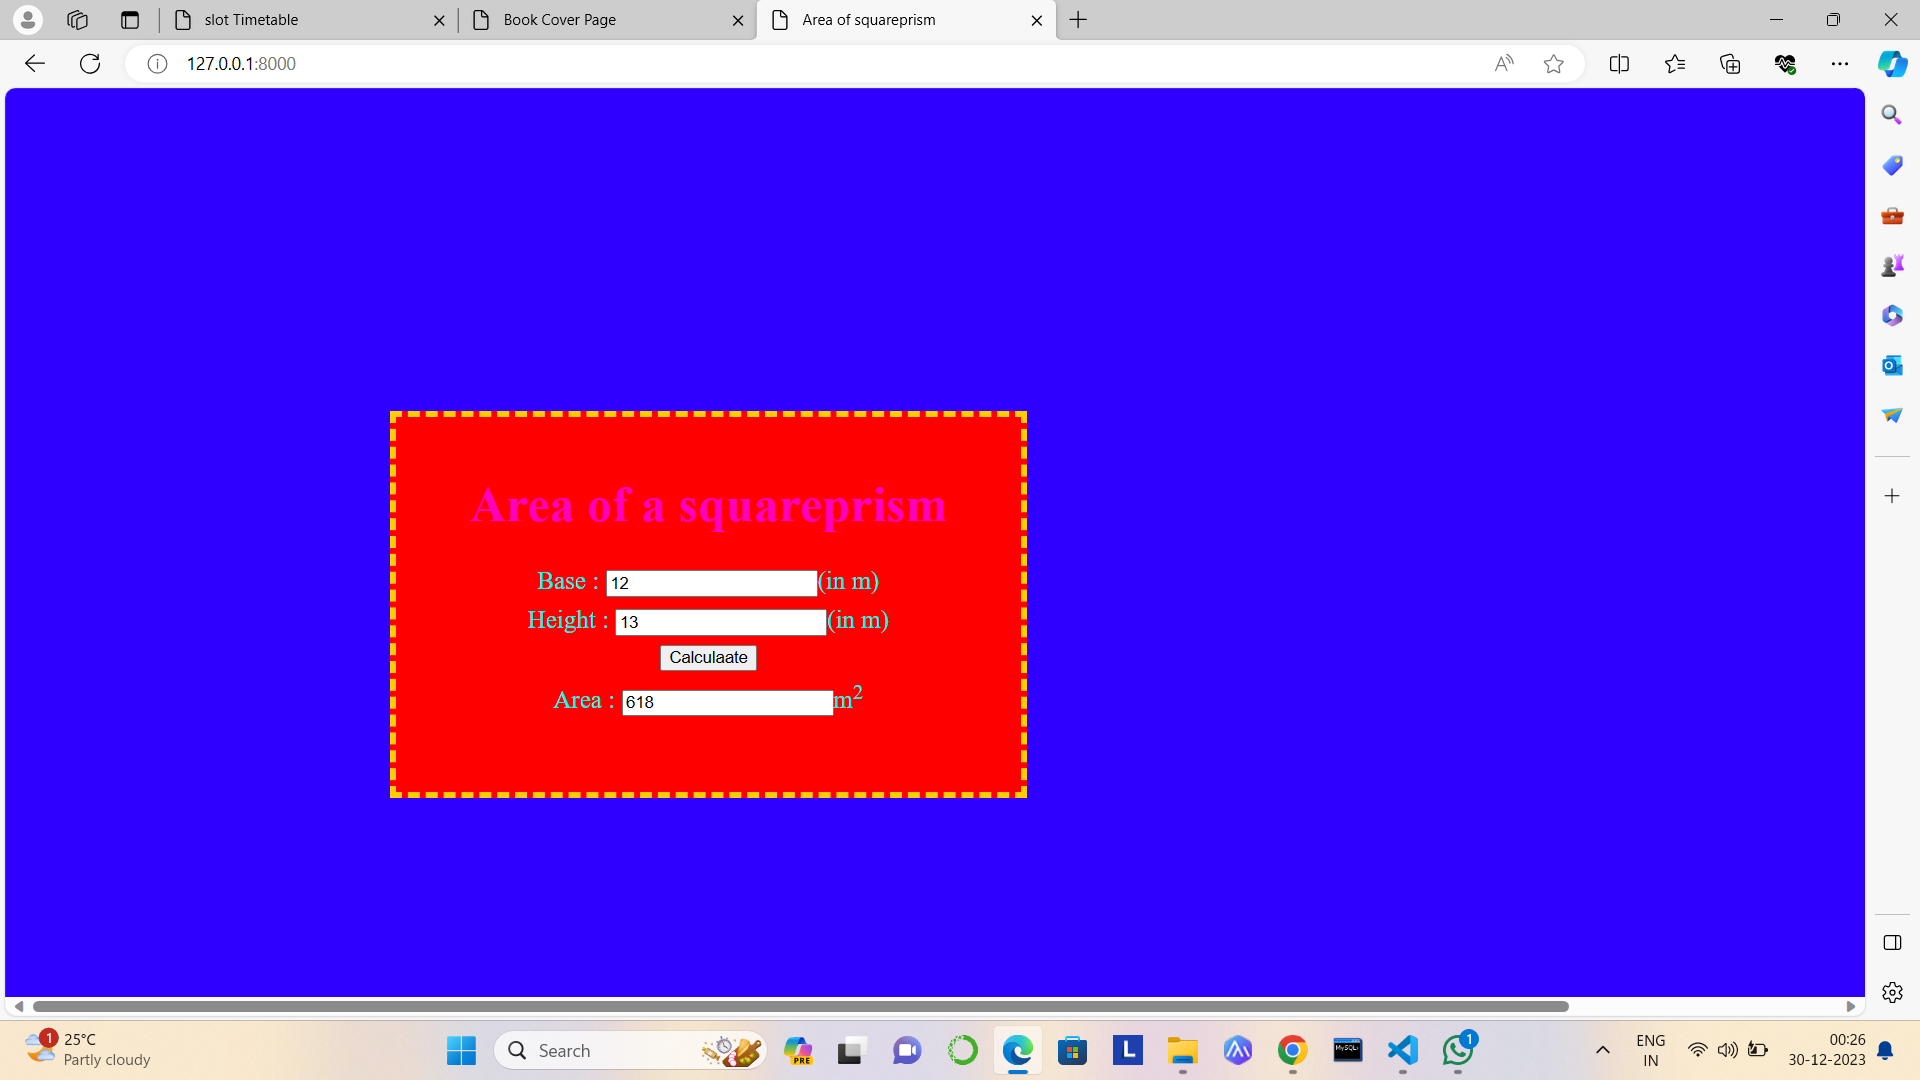 slot Timetable
Book Cover Page
Area of squareprism
127.0.0.1:8000
Area of a squareprism
Base : 12 (in m)
Height : 13 (in m)
Calculaate
Area : 618 m²
1
25°C
Partly cloudy
Search
PRE
L
MySQL
1
ENG
IN
00:26
30-12-2023